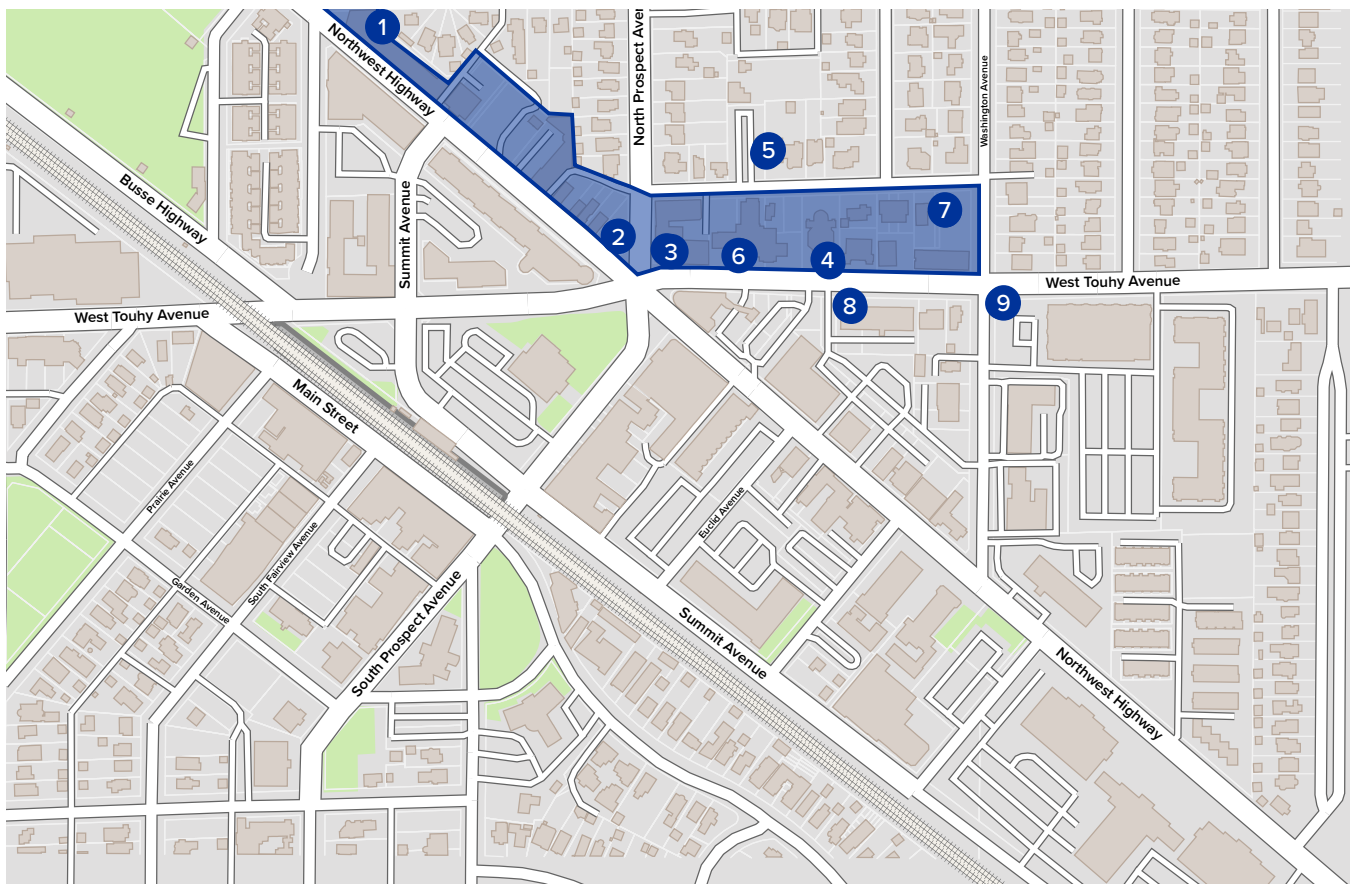 1
Northwest Highway
North Prospect Aven
Washington Avenue
5
Busse Highway
Summit Avenue
7
2
3
6
4
West Touhy Avenue
8
9
West Touhy Avenue
Main Street
Prairie Avenue
Euclid Avenue
South Fairview Avenue
Garden Avenue
South Prospect Avenue
Summit Avenue
Northwest Highway